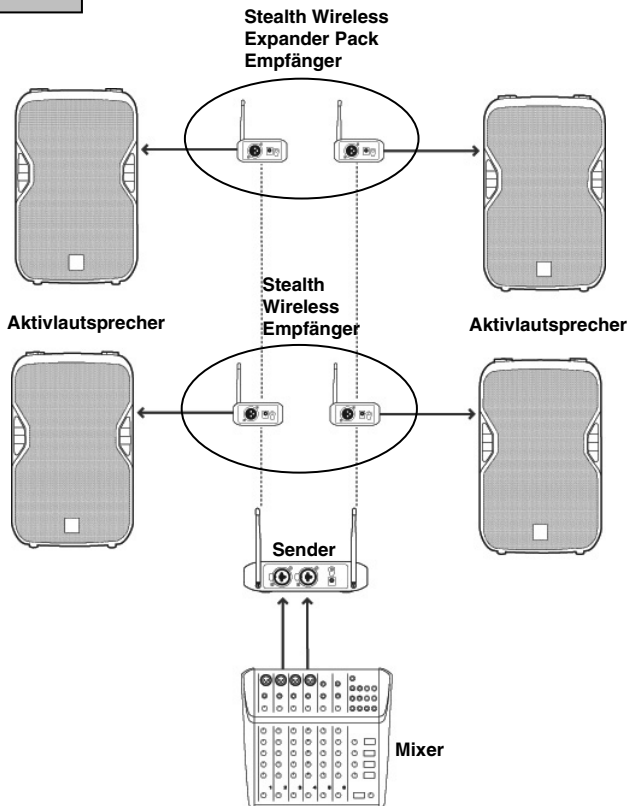 Stealth Wireless
Expander Pack
Empfänger
Stealth
Wireless
Empfänger
Aktivlautsprecher
Aktivlautsprecher
Sender
Mixer